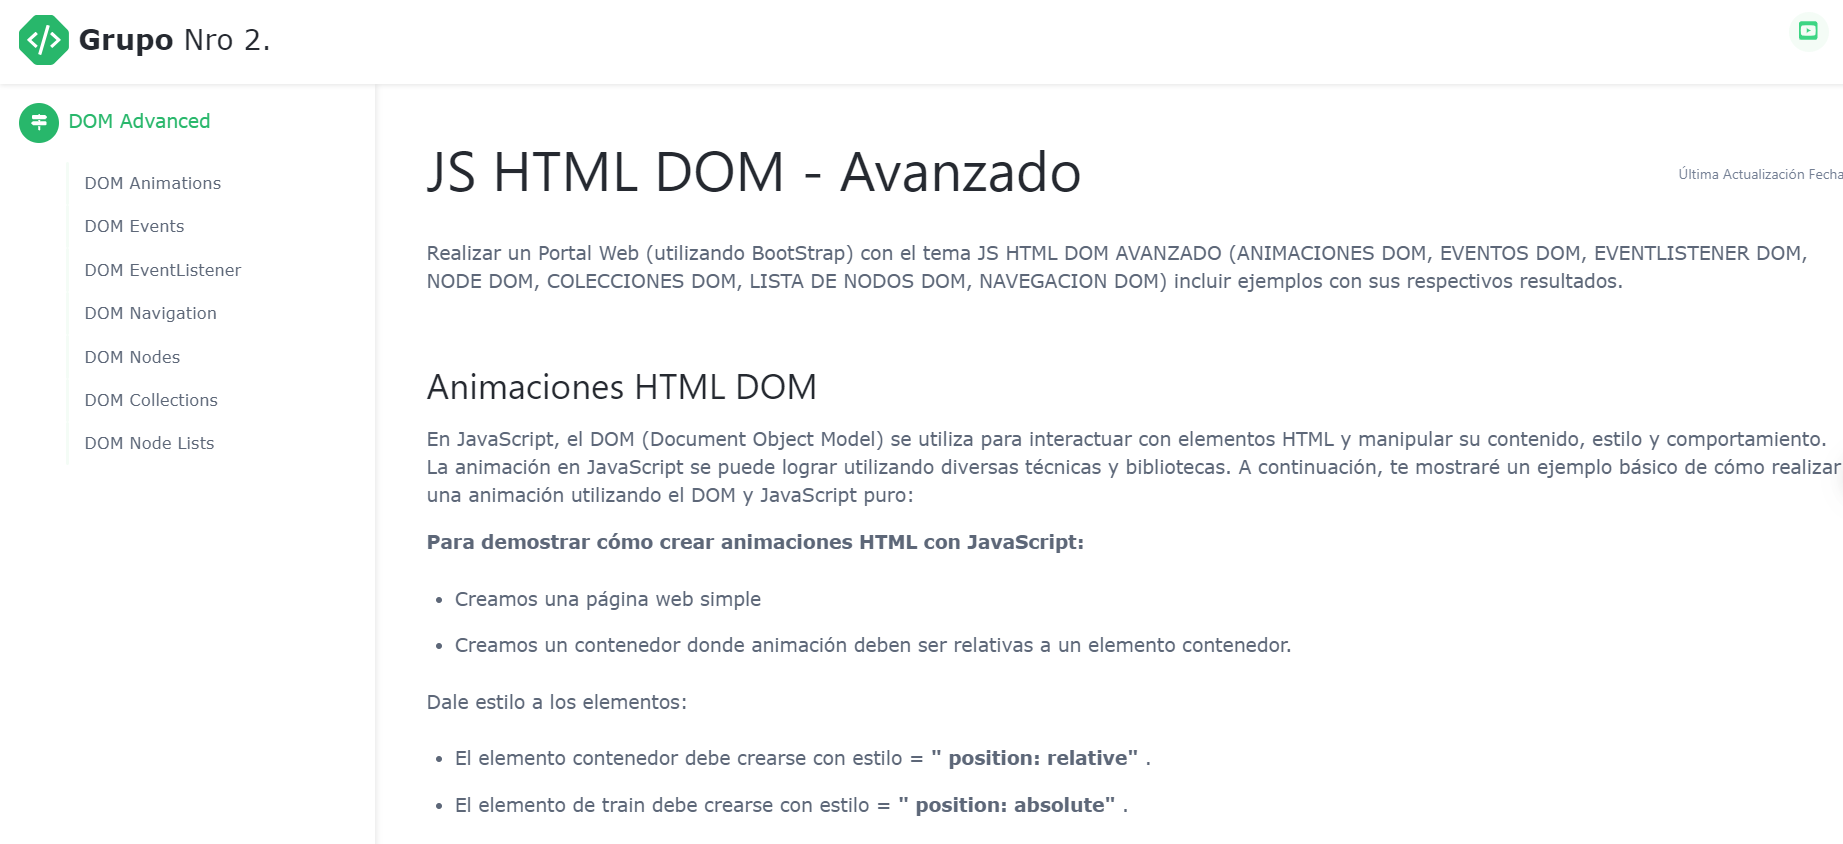 Grupo Nro 2.
DOM Advanced
DOM Animations
DOM Events
DOM EventListener
DOM Navigation
DOM Nodes
DOM Collections
DOM Node Lists
JS HTML DOM - Avanzado
Última Actualización Fecha
Realizar un Portal Web (utilizando BootStrap) con el tema JS HTML DOM AVANZADO (ANIMACIONES DOM, EVENTOS DOM, EVENTLISTENER DOM,
NODE DOM, COLECCIONES DOM, LISTA DE NODOS DOM, NAVEGACION DOM) incluir ejemplos con sus respectivos resultados.
Animaciones HTML DOM
En JavaScript, el DOM (Document Object Model) se utiliza para interactuar con elementos HTML y manipular su contenido, estilo y comportamiento.
La animación en JavaScript se puede lograr utilizando diversas técnicas y bibliotecas. A continuación, te mostraré un ejemplo básico de cómo realizar
una animación utilizando el DOM y JavaScript puro:
Para demostrar cómo crear animaciones HTML con JavaScript:
• Creamos una página web simple
• Creamos un contenedor donde animación deben ser relativas a un elemento contenedor.
Dale estilo a los elementos:
• El elemento contenedor debe crearse con estilo = " position: relative" .
• El elemento de train debe crearse con estilo = " position: absolute" .